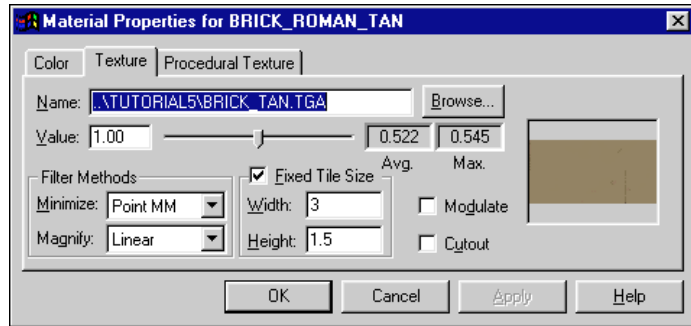 Material Properties for BRICK_ROMAN_TAN
Color Texture Procedural Texture
Name: ..\TUTORIAL5\BRICK_TAN.TGA Browse...
Value: 1.00 0.522 0.545
Avg. Max.
Filter Methods Fixed Tile Size
Minimize: Point MM Width: 3 Modulate
Magnify: Linear Height: 1.5 Cutout
OK Cancel Apply Help